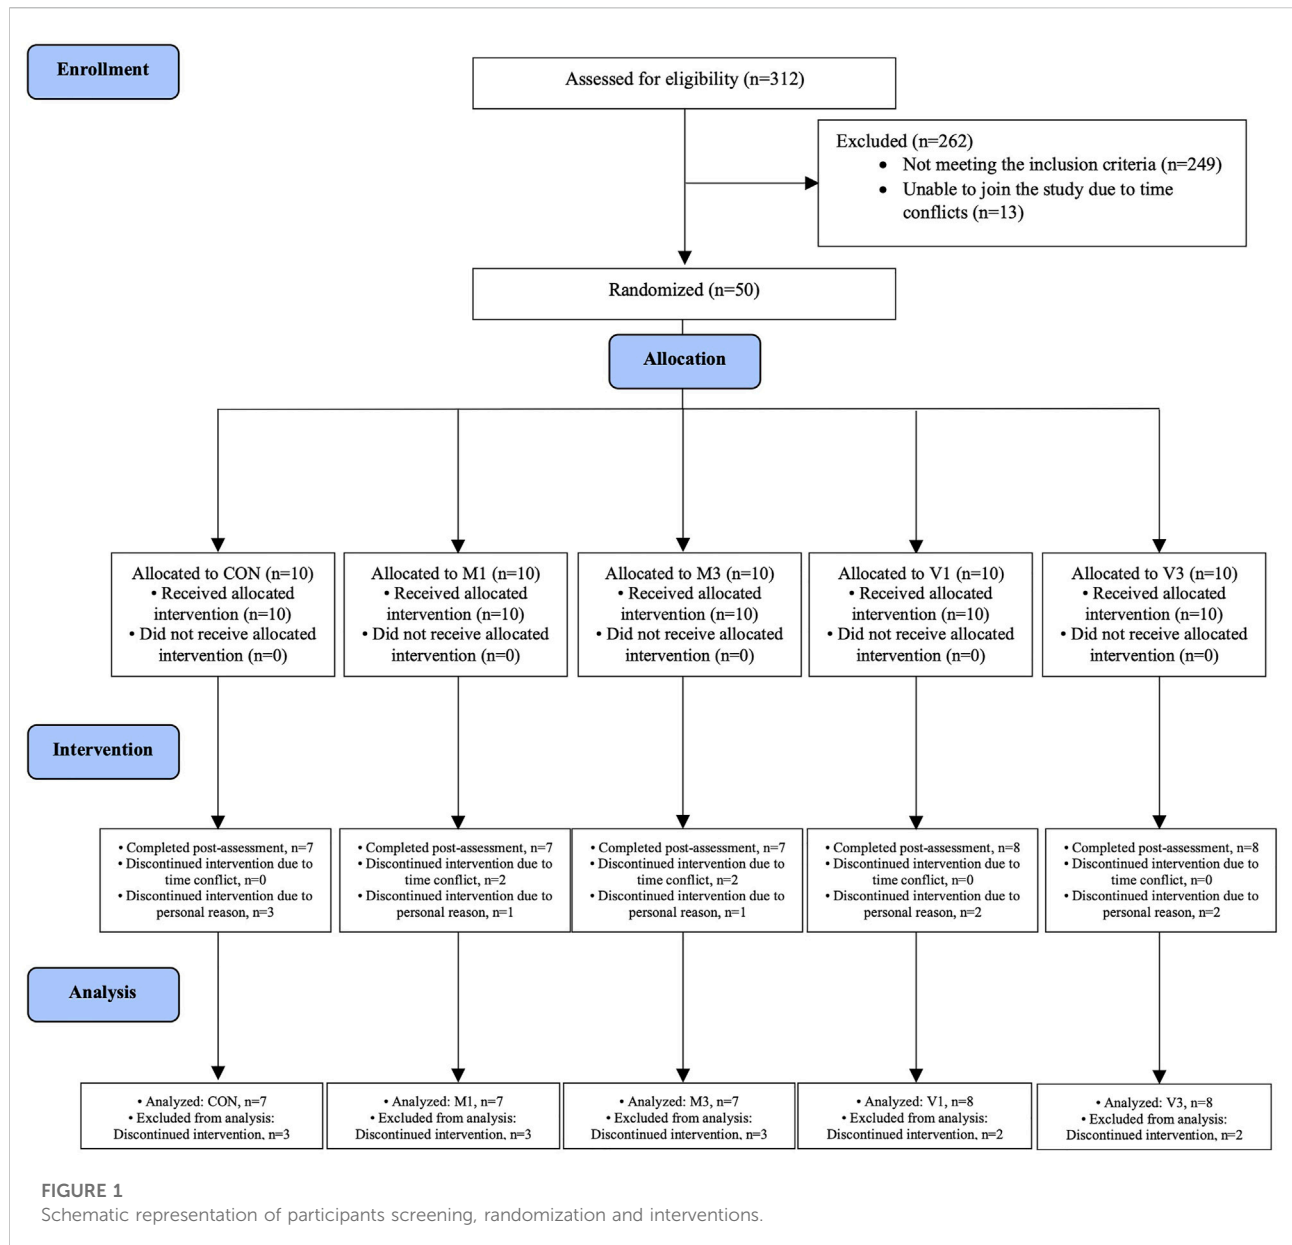 Enrollment
Assessed for eligibility (n=312)
Excluded (n=262)
• Not meeting the inclusion criteria (n=249)
• Unable to join the study due to time
conflicts (n=13)
Randomized (n=50)
Allocation
Allocated to CON (n=10)
• Received allocated
intervention (n=10)
• Did not receive allocated
intervention (n=0)
Allocated to M1 (n=10)
• Received allocated
intervention (n=10)
• Did not receive allocated
intervention (n=0)
Allocated to M3 (n=10)
• Received allocated
intervention (n=10)
• Did not receive allocated
intervention (n=0)
Allocated to V1 (n=10)
• Received allocated
intervention (n=10)
• Did not receive allocated
intervention (n=0)
Allocated to V3 (n=10)
• Received allocated
intervention (n=10)
• Did not receive allocated
intervention (n=0)
Intervention
• Completed post-assessment, n=7
• Discontinued intervention due to
time conflict, n=0
• Discontinued intervention due to
personal reason, n=3
• Completed post-assessment, n=7
• Discontinued intervention due to
time conflict, n=2
• Discontinued intervention due to
personal reason, n=1
• Completed post-assessment, n=7
• Discontinued intervention due to
time conflict, n=2
• Discontinued intervention due to
personal reason, n=1
• Completed post-assessment, n=8
• Discontinued intervention due to
time conflict, n=0
• Discontinued intervention due to
personal reason, n=2
• Completed post-assessment, n=8
• Discontinued intervention due to
time conflict, n=0
• Discontinued intervention due to
personal reason, n=2
Analysis
• Analyzed: CON, n=7
• Excluded from analysis:
Discontinued intervention, n=3
• Analyzed: M1, n=7
• Excluded from analysis:
Discontinued intervention, n=3
• Analyzed: M3, n=7
• Excluded from analysis:
Discontinued intervention, n=3
• Analyzed: V1, n=8
• Excluded from analysis:
Discontinued intervention, n=2
• Analyzed: V3, n=8
• Excluded from analysis:
Discontinued intervention, n=2
FIGURE 1
Schematic representation of participants screening, randomization and interventions.